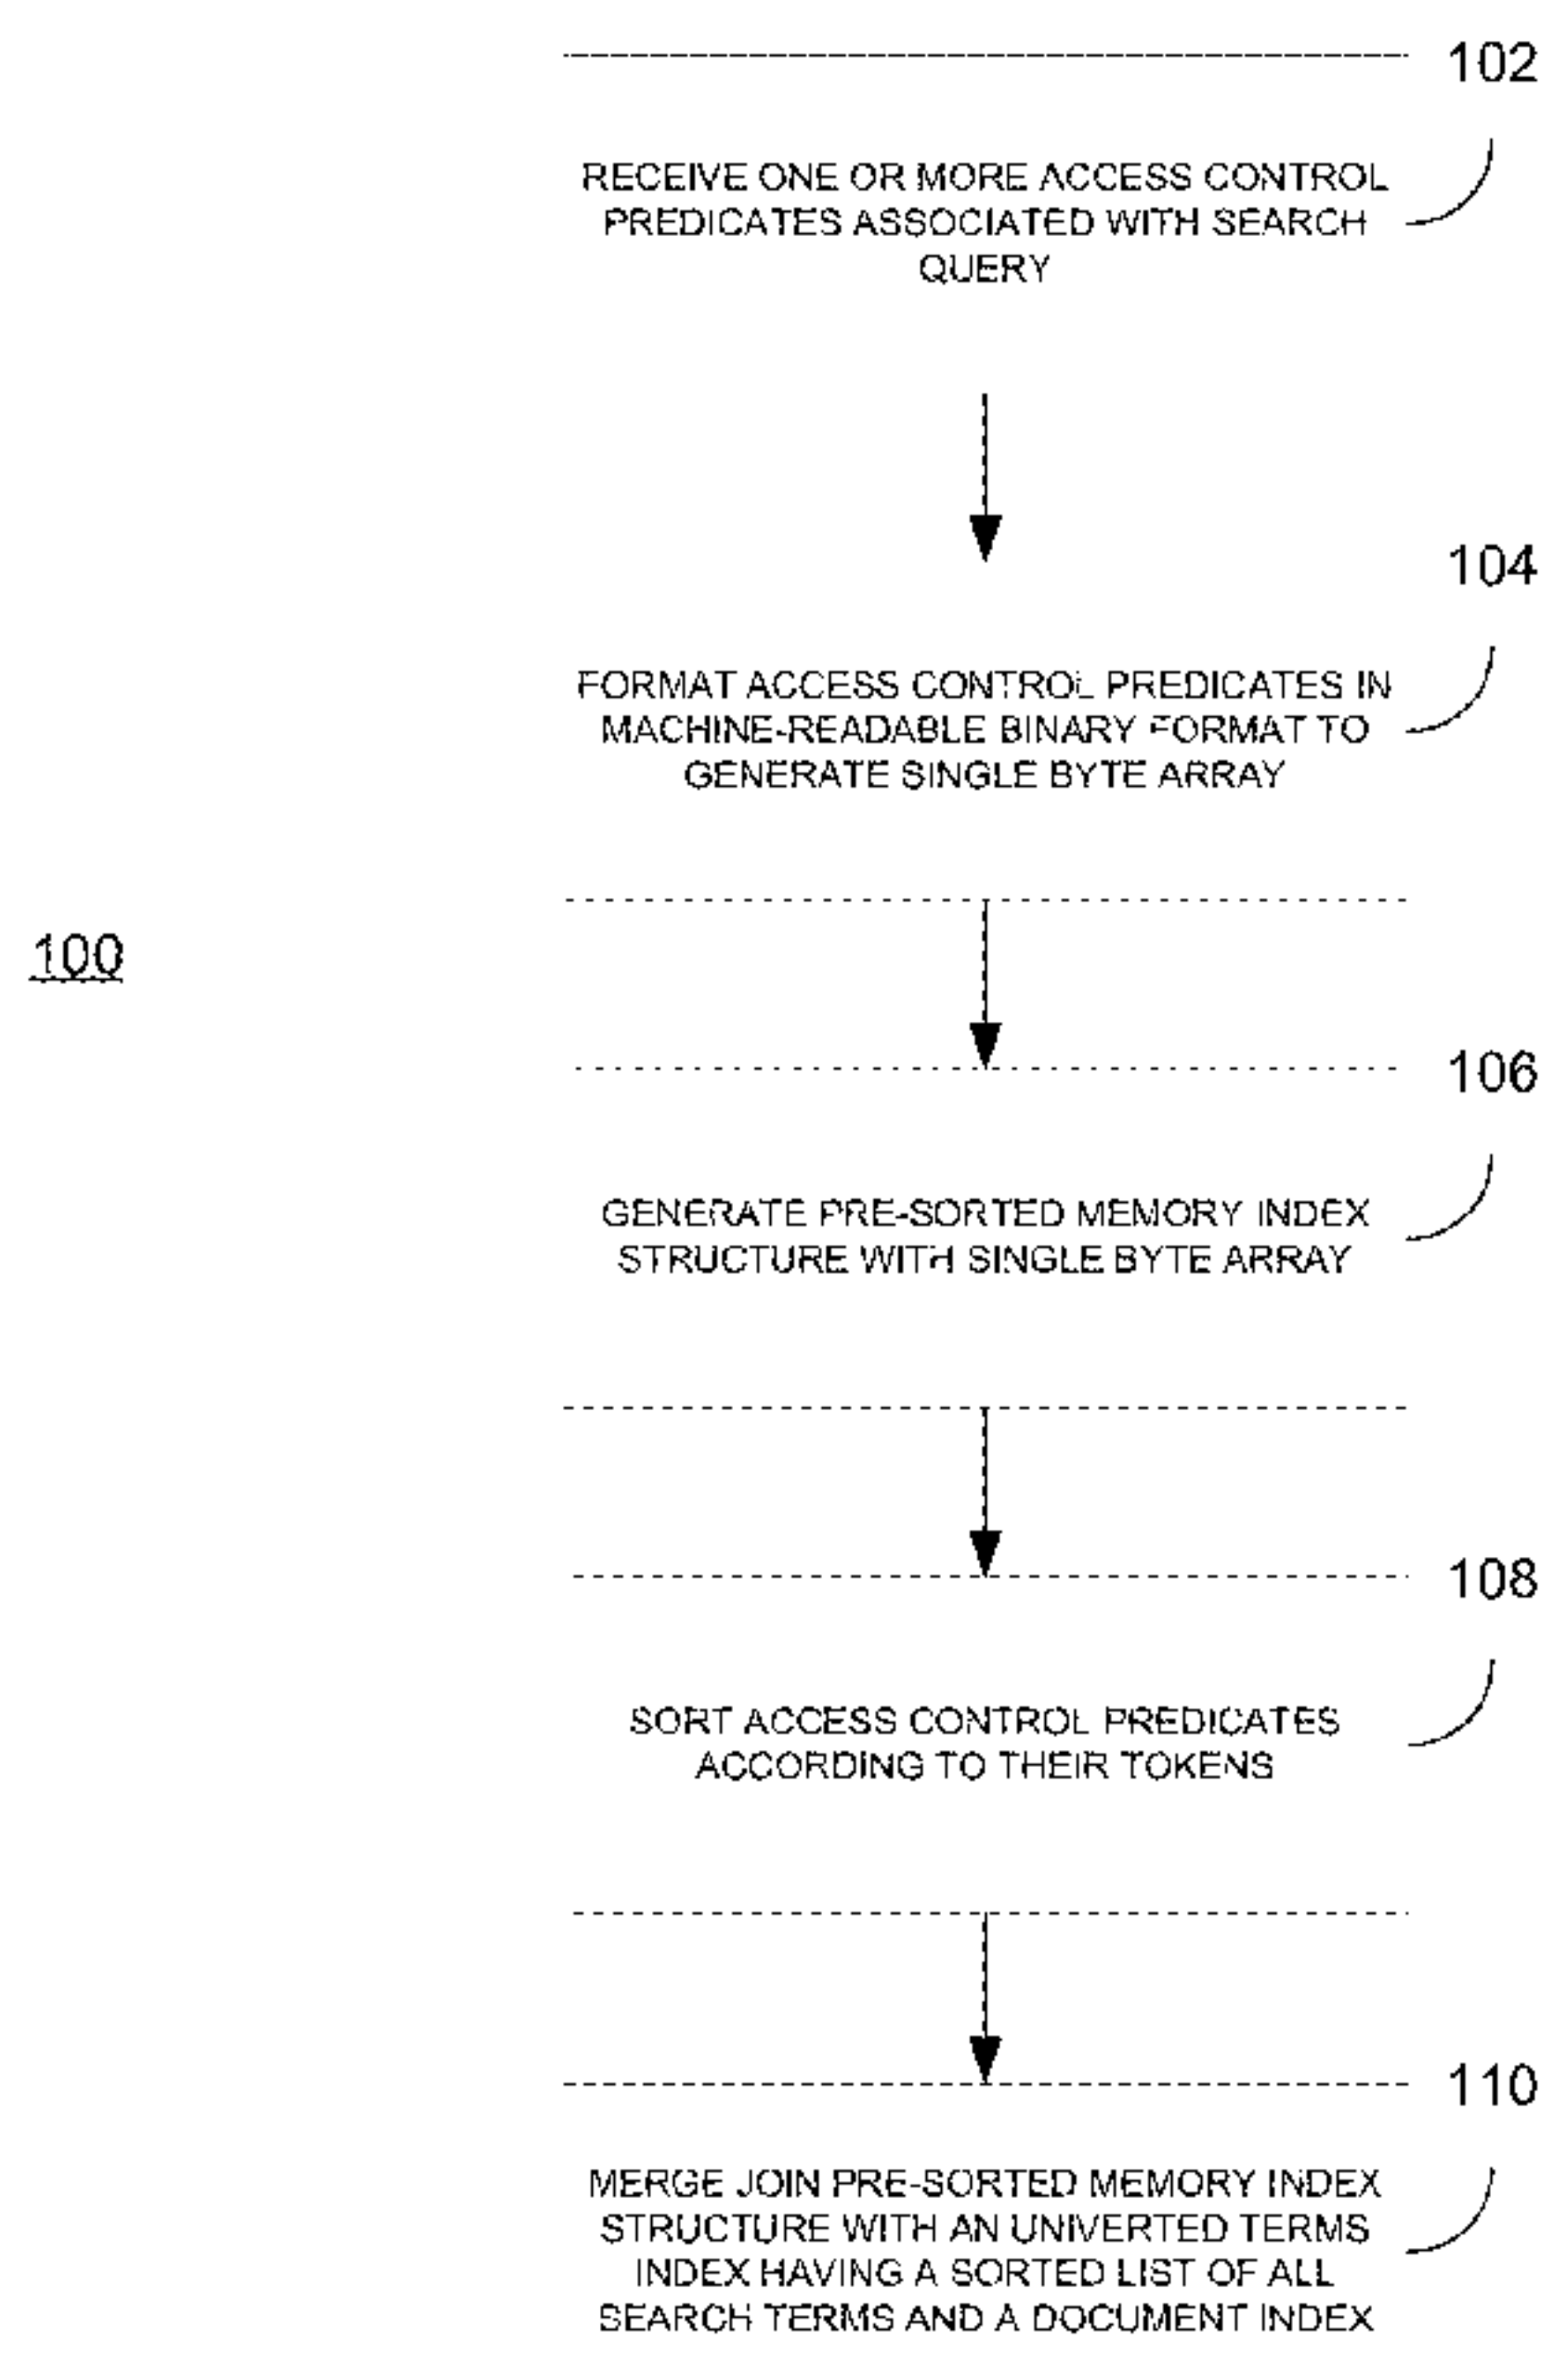 102
RECEIVE ONE OR MORE ACCESS CONTROL
PREDICATES ASSOCIATED WITH SEARCH
QUERY
104
FORMAT ACCESS CONTROL PREDICATES IN
MACHINE-READABLE BINARY FORMAT TO
GENERATE SINGLE BYTE ARRAY
100
106
GENERATE PRE-SORTED MEMORY INDEX
STRUCTURE WITH SINGLE BYTE ARRAY
108
SORT ACCESS CONTROL PREDICATES
ACCORDING TO THEIR TOKENS
110
MERGE JOIN PRE-SORTED MEMORY INDEX
STRUCTURE WITH AN UNIVERTED TERMS
INDEX HAVING A SORTED LIST OF ALL
SEARCH TERMS AND A DOCUMENT INDEX